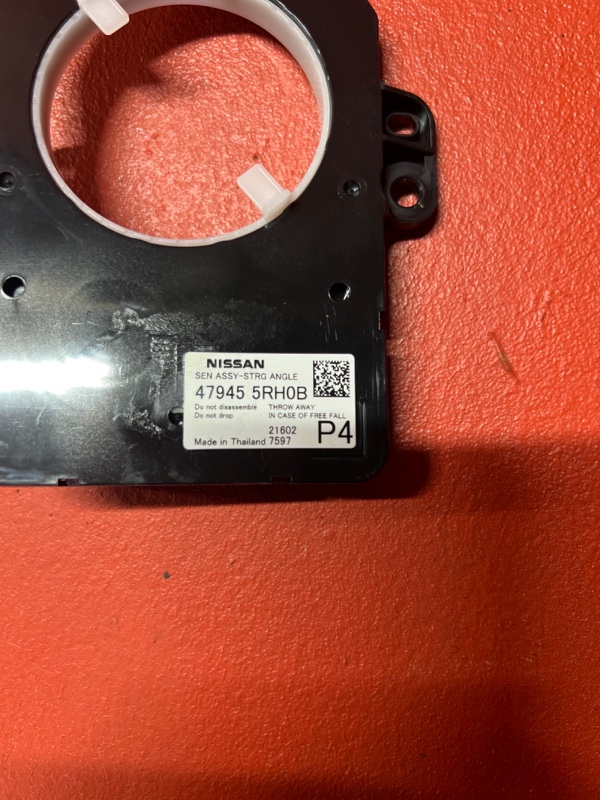 NISSAN
SEN ASSY-STRG ANGLE
47945 5RH0B
Do not disassemble THROW AWAY
Do not drop IN CASE OF FREE FALL
21602
Made in Thailand 7597 P4